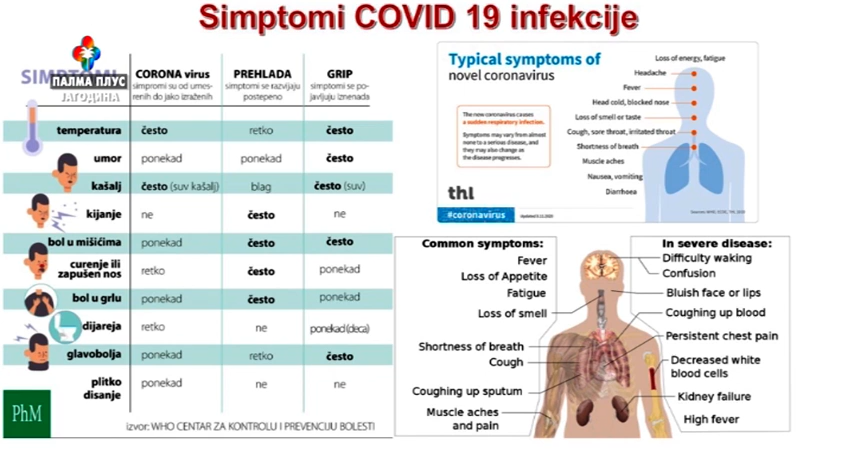 Simptomi COVID 19 infekcije
SIMPTOMI
ПАЛМА ПЛУС
ЈАГОДИНА
CORONA virus
simpromi su od umes-
renih do jako izraženih
PREHLADA
simptomi se razvijaju
postepeno
GRIP
simptomi se po-
javljuju iznenada
temperatura često retko često
umor ponekad ponekad često
kašalj često (suv kašalj) blag često (suv)
kijanje ne često ne
bol u mišićima ponekad često često
curenje ili
zapušen nos retko često ponekad
bol u grlu ponekad često ponekad
dijareja retko ne ponekad (deca)
glavobolja ponekad retko često
plitko
disanje ponekad ne ne
PhM
izvor: WHO CENTAR ZA KONTROLU I PREVENCIJU BOLESTI
Typical symptoms of
novel coronavirus
The new coronavirus causes
a sudden respiratory infection.
Symptoms may vary from almost
none to a serious disease, and
they may also change as
the disease progresses.
thl
#coronavirus
Loss of energy, fatigue
Headache
Fever
Head cold, blocked nose
Loss of smell or taste
Cough, sore throat, irritated throat
Shortness of breath
Muscle aches
Nausea, vomiting
Diarrhoea
Common symptoms:
Fever
Loss of Appetite
Fatigue
Loss of smell
Shortness of breath
Cough
Coughing up sputum
Muscle aches
and pain
In severe disease:
Difficulty waking
Confusion
Bluish face or lips
Coughing up blood
Persistent chest pain
Decreased white
blood cells
Kidney failure
High fever